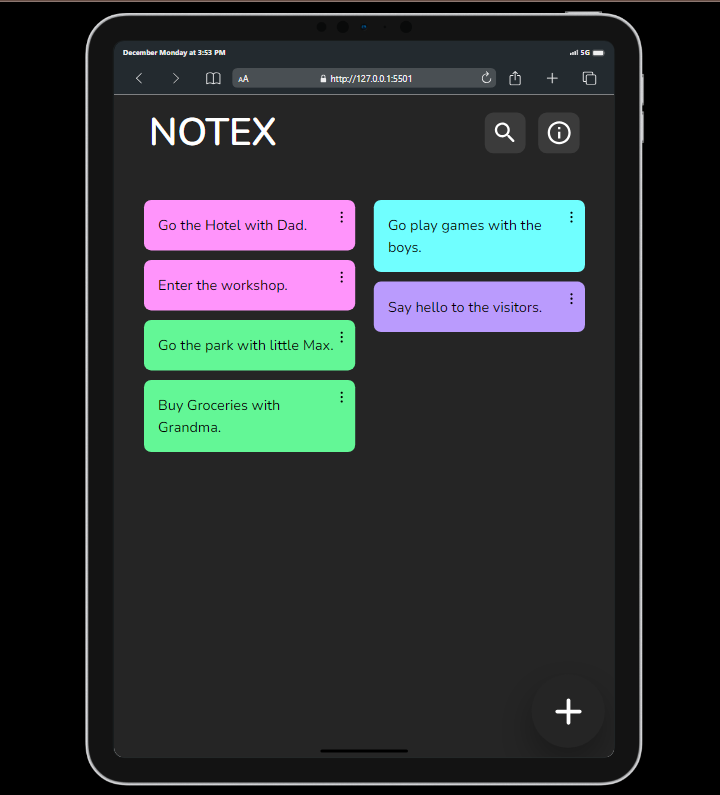 December Monday at 3:53 PM
5G
AA
http://127.0.0.1:5501
NOTEX
Go the Hotel with Dad.
Enter the workshop.
Go the park with little Max.
Buy Groceries with
Grandma.
Go play games with the
boys.
Say hello to the visitors.